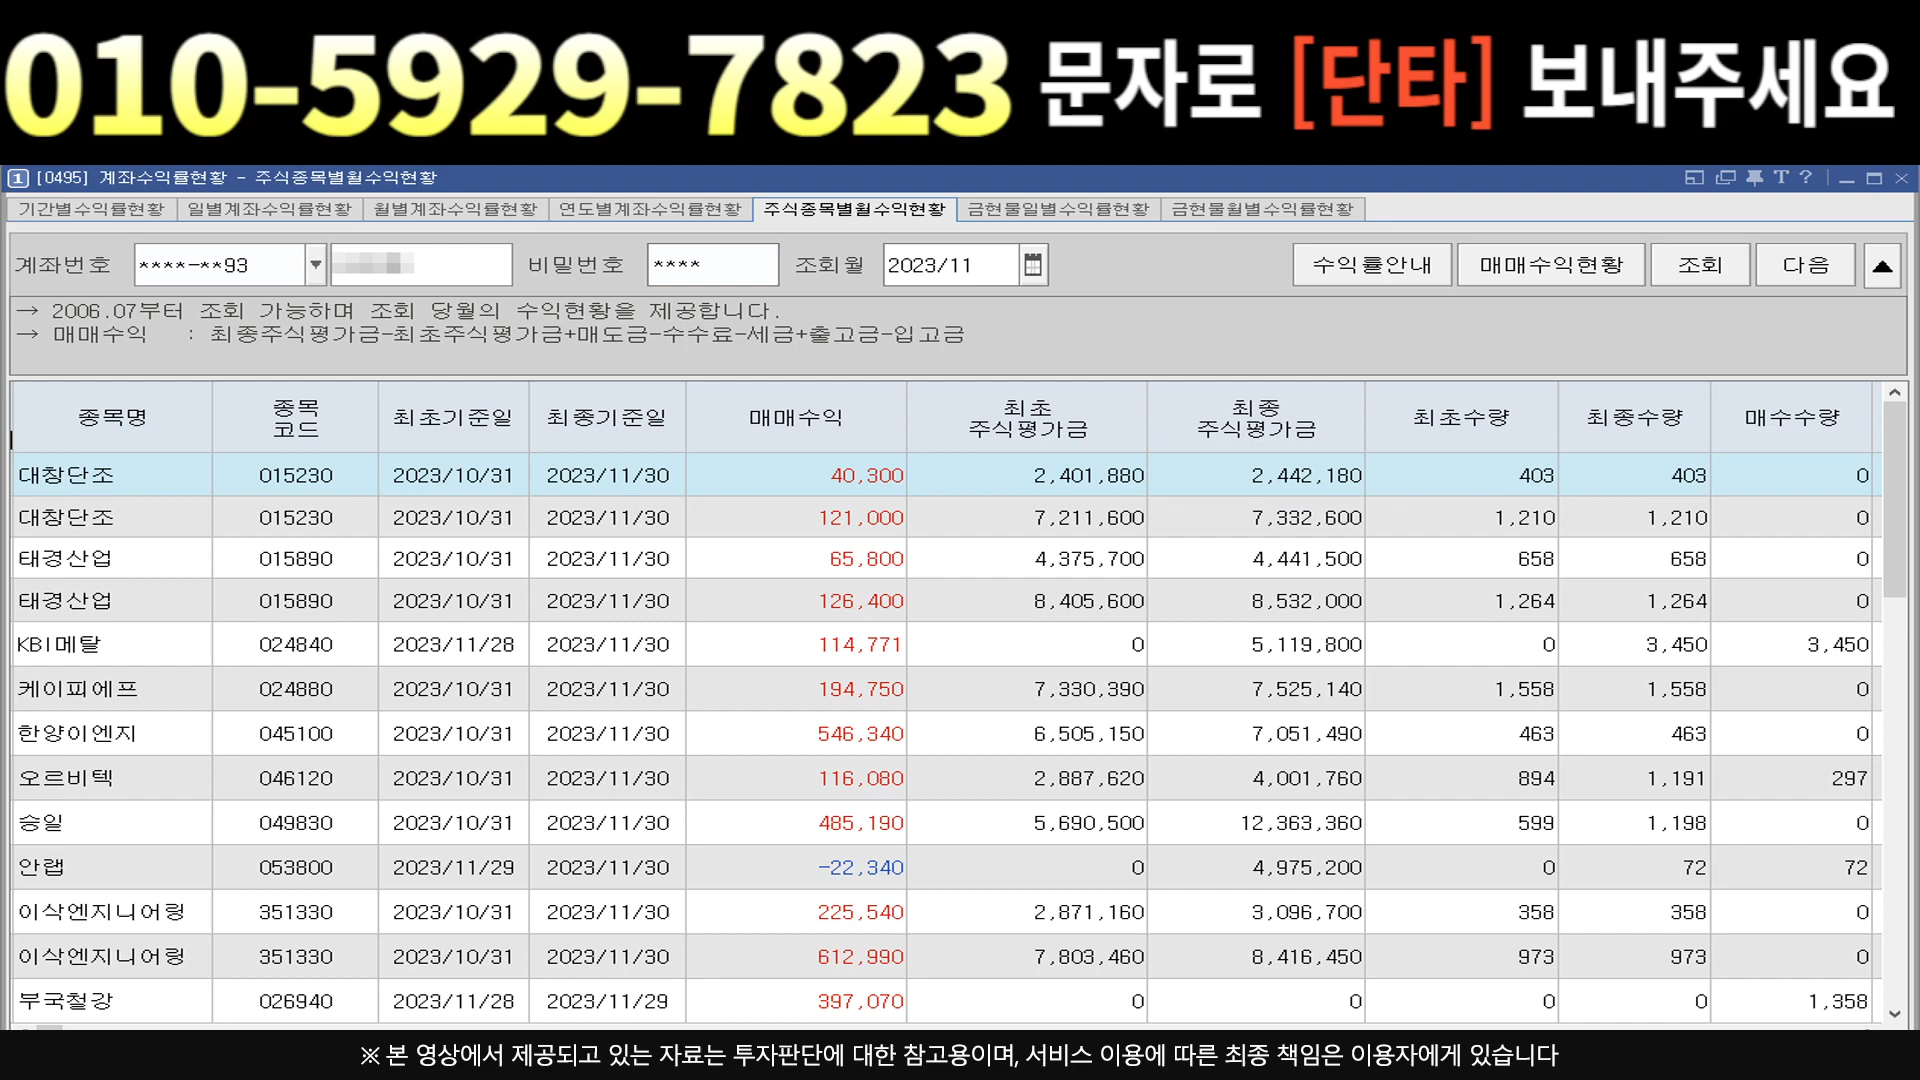 010-5929-7823 문자로 [단타] 보내주세요
1 [0495] 계좌수익률현황 - 주식종목별월수익현황
기간별수익률현황 일별계좌수익률현황 월별계좌수익률현황 연도별계좌수익률현황 주식종목별월수익현황 금현물일별수익률현황 금현물월별수익률현황
계좌번호 ****-**93 비밀번호 **** 조회월 2023/11 수익률안내 매매수익현황 조회 다음
→ 2006.07부터 조회 가능하며 조회 당월의 수익현황을 제공합니다.
→ 매매수익 : 최종주식평가금-최초주식평가금+매도금-수수료-세금+출고금-입고금
종목명 종목코드 최초기준일 최종기준일 매매수익 최초주식평가금 최종주식평가금 최초수량 최종수량 매수수량
대창단조 015230 2023/10/31 2023/11/30 40,300 2,401,880 2,442,180 403 403 0
대창단조 015230 2023/10/31 2023/11/30 121,000 7,211,600 7,332,600 1,210 1,210 0
태경산업 015890 2023/10/31 2023/11/30 65,800 4,375,700 4,441,500 658 658 0
태경산업 015890 2023/10/31 2023/11/30 126,400 8,405,600 8,532,000 1,264 1,264 0
KBI메탈 024840 2023/11/28 2023/11/30 114,771 0 5,119,800 0 3,450 3,450
케이피에프 024880 2023/10/31 2023/11/30 194,750 7,330,390 7,525,140 1,558 1,558 0
한양이엔지 045100 2023/10/31 2023/11/30 546,340 6,505,150 7,051,490 463 463 0
오르비텍 046120 2023/10/31 2023/11/30 116,080 2,887,620 4,001,760 894 1,191 297
승일 049830 2023/10/31 2023/11/30 485,190 5,690,500 12,363,360 599 1,198 0
안랩 053800 2023/11/29 2023/11/30 -22,340 0 4,975,200 0 72 72
이삭엔지니어링 351330 2023/10/31 2023/11/30 225,540 2,871,160 3,096,700 358 358 0
이삭엔지니어링 351330 2023/10/31 2023/11/30 612,990 7,803,460 8,416,450 973 973 0
부국철강 026940 2023/11/28 2023/11/29 397,070 0 0 0 0 1,358
※ 본 영상에서 제공되고 있는 자료는 투자판단에 대한 참고용이며, 서비스 이용에 따른 최종 책임은 이용자에게 있습니다